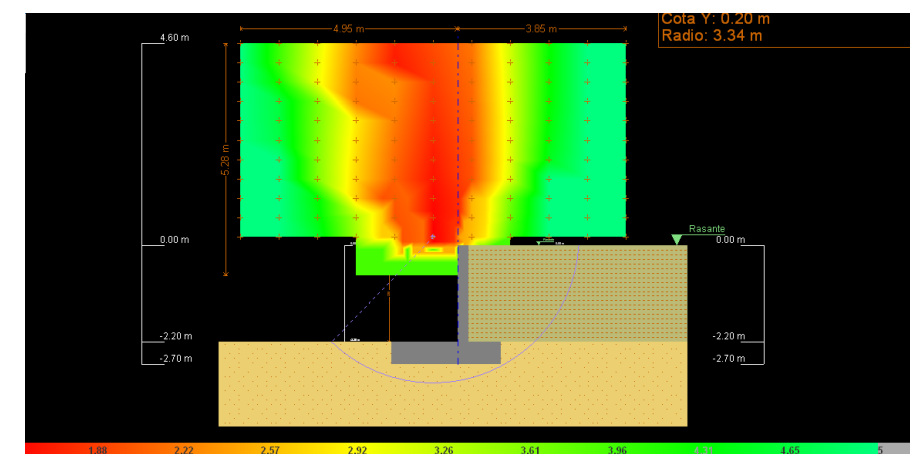 Cota Y: 0.20 m
Radio: 3.34 m
4.95 m
3.85 m
4.60 m
5.28 m
Rasante
0.00 m
0.00 m
-2.20 m
-2.70 m
-2.20 m
-2.70 m
1.88 2.22 2.57 2.92 3.26 3.61 3.96 4.31 4.65 5